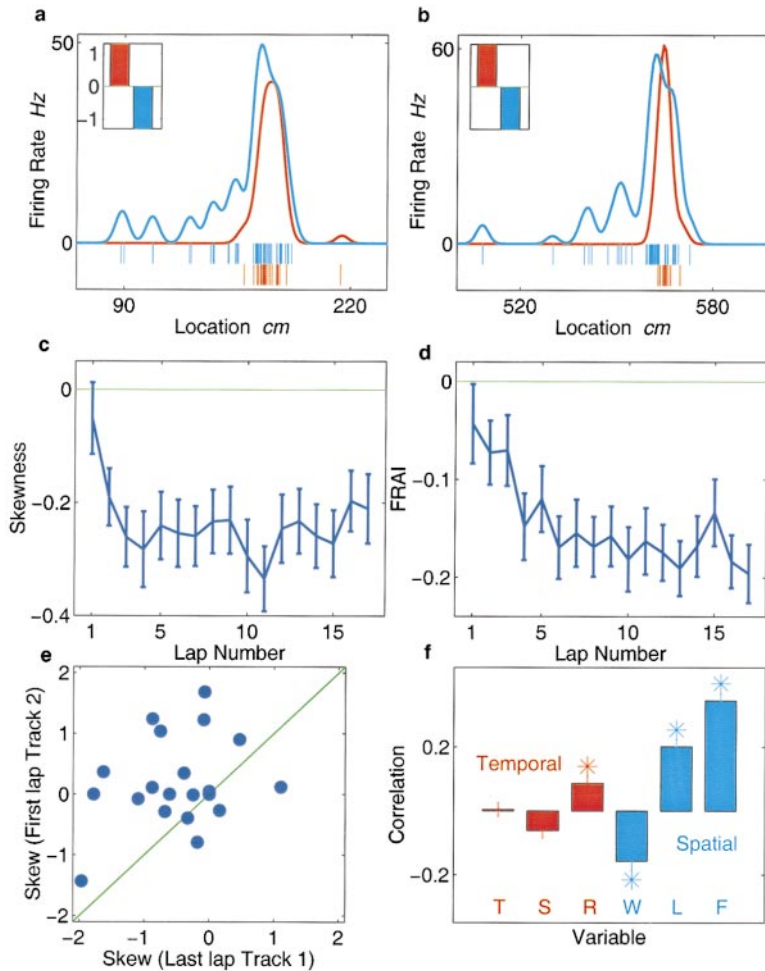 a
50
Firing Rate Hz
0
1
0
−1
90
220
Location cm
b
60
Firing Rate Hz
0
520
580
Location cm
c
0
−0.2
−0.4
Skewness
1
5
10
15
Lap Number
d
0
−0.1
−0.2
FRAI
1
5
10
15
Lap Number
e
2
1
0
−1
−2
Skew (First lap Track 2)
−2
−1
0
1
2
Skew (Last lap Track 1)
f
0.2
−0.2
Correlation
Temporal
Spatial
T S R W L F
Variable